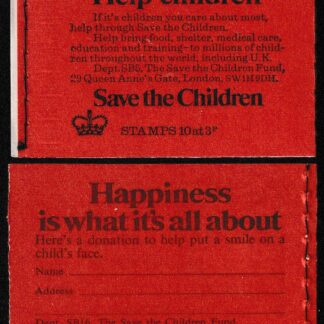 Help children
If it's children you care about most,
help through Save the Children.
Help bring food, shelter, medical care,
education and training–to millions of child-
ren throughout the world, including U.K.
Dept. SB5, The Save the Children Fund,
29 Queen Anne's Gate, London, SW1H 9DH.
Save the Children
STAMPS 10 at 3P
Happiness
is what it's all about
Here's a donation to help put a smile on a
child's face.
Name
Address
Dept. SB16, The Save the Children Fund